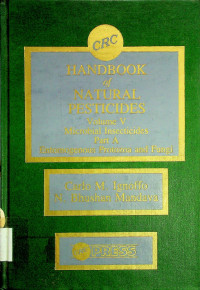 CRC
HANDBOOK
of
NATURAL
PESTICIDES
Volume V
Microbial Insecticides
Part A
Entomogenous Protozoa and Fungi
Carlo M. Ignoffo
N. Bhushan Mandava
CRC
PRESS